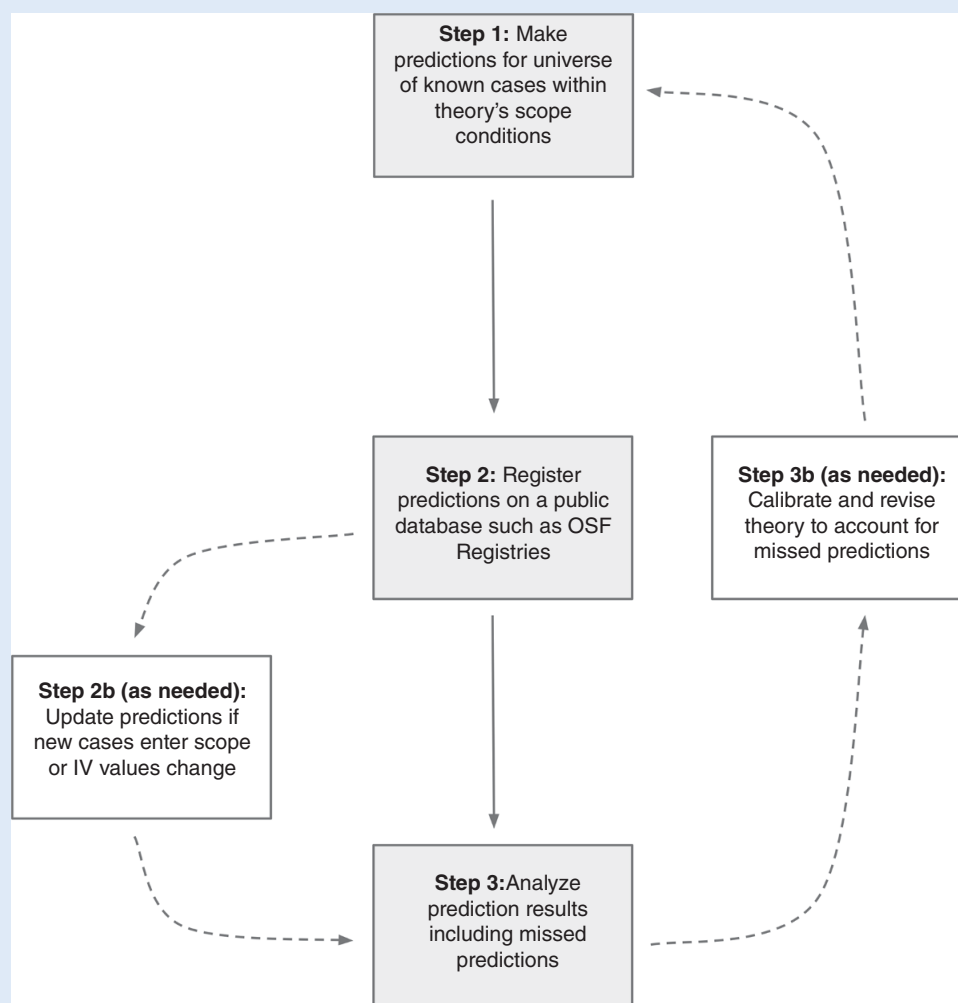 Step 1: Make
predictions for universe
of known cases within
theory's scope
conditions
Step 2: Register
predictions on a public
database such as OSF
Registries
Step 3b (as needed):
Calibrate and revise
theory to account for
missed predictions
Step 2b (as needed):
Update predictions if
new cases enter scope
or IV values change
Step 3:Analyze
prediction results
including missed
predictions